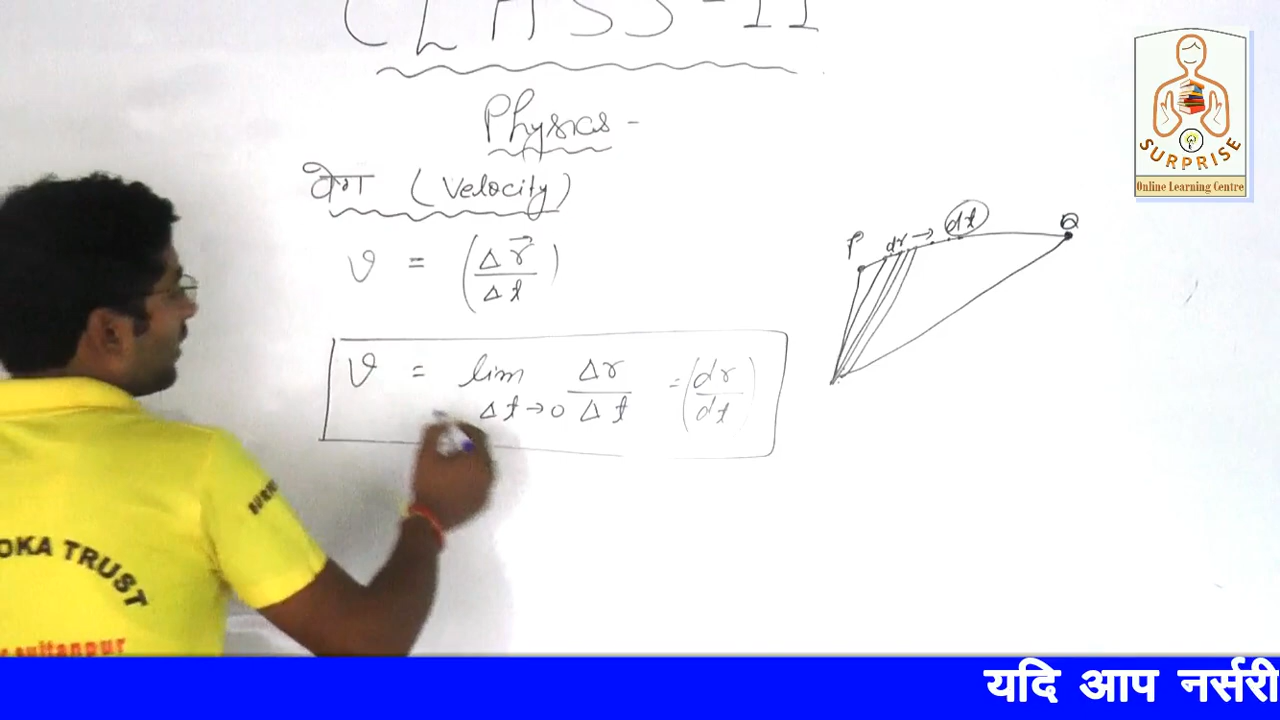 CLASS-11
Physics -
वेग (Velocity)
v = (Δr⃗/Δt)
v = lim Δt→0 Δr/Δt = (dr/dt)
P dr → dt Q
SURPRISE
Online Learning Centre
OKA TRUST
sultanpur
यदि आप नर्सरी